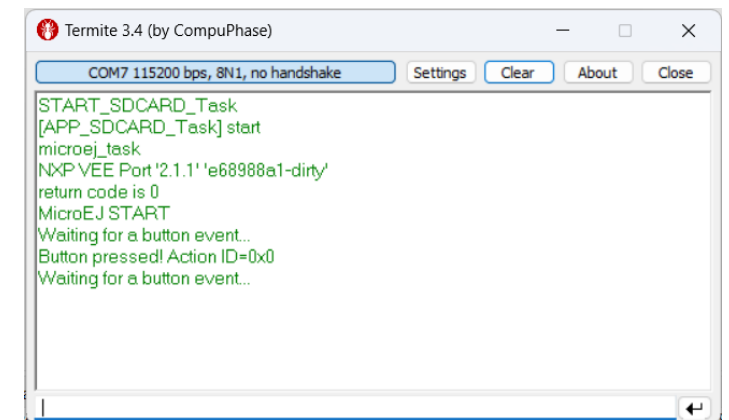 Termite 3.4 (by CompuPhase)
COM7 115200 bps, 8N1, no handshake Settings Clear About Close
START_SDCARD_Task
[APP_SDCARD_Task] start
microej_task
NXP VEE Port '2.1.1' 'e68988a1-dirty'
return code is 0
MicroEJ START
Waiting for a button event...
Button pressed! Action ID=0x0
Waiting for a button event...